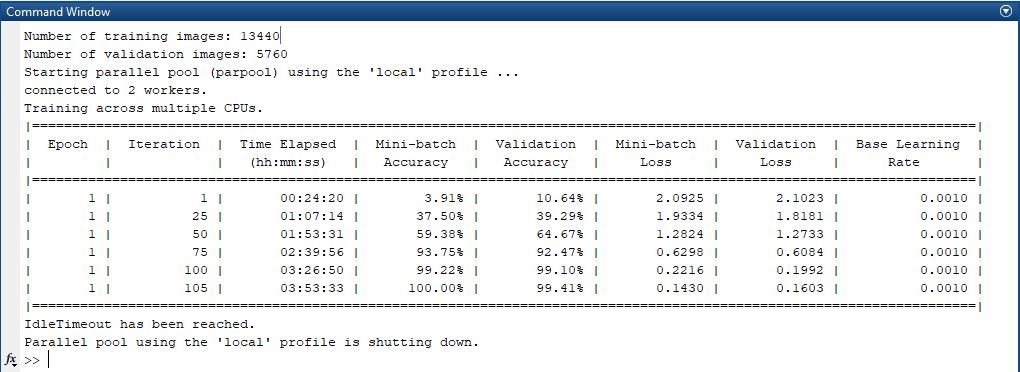 Command Window
Number of training images: 13440
Number of validation images: 5760
Starting parallel pool (parpool) using the 'local' profile ...
connected to 2 workers.
Training across multiple CPUs.
|========================================================================================================================|
| Epoch | Iteration | Time Elapsed | Mini-batch | Validation | Mini-batch | Validation | Base Learning |
| | | (hh:mm:ss) | Accuracy | Accuracy | Loss | Loss | Rate |
|========================================================================================================================|
| 1 | 1 | 00:24:20 | 3.91% | 10.64% | 2.0925 | 2.1023 | 0.0010 |
| 1 | 25 | 01:07:14 | 37.50% | 39.29% | 1.9334 | 1.8181 | 0.0010 |
| 1 | 50 | 01:53:31 | 59.38% | 64.67% | 1.2824 | 1.2733 | 0.0010 |
| 1 | 75 | 02:39:56 | 93.75% | 92.47% | 0.6298 | 0.6084 | 0.0010 |
| 1 | 100 | 03:26:50 | 99.22% | 99.10% | 0.2216 | 0.1992 | 0.0010 |
| 1 | 105 | 03:53:33 | 100.00% | 99.41% | 0.1430 | 0.1603 | 0.0010 |
|========================================================================================================================|
IdleTimeout has been reached.
Parallel pool using the 'local' profile is shutting down.
fx >>